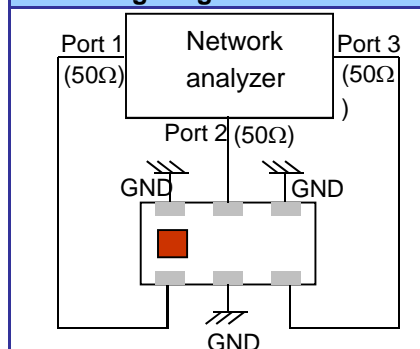 Port 1
(50Ω)
Network
analyzer
Port 3
(50Ω
)
Port 2 (50Ω)
GND
GND
GND